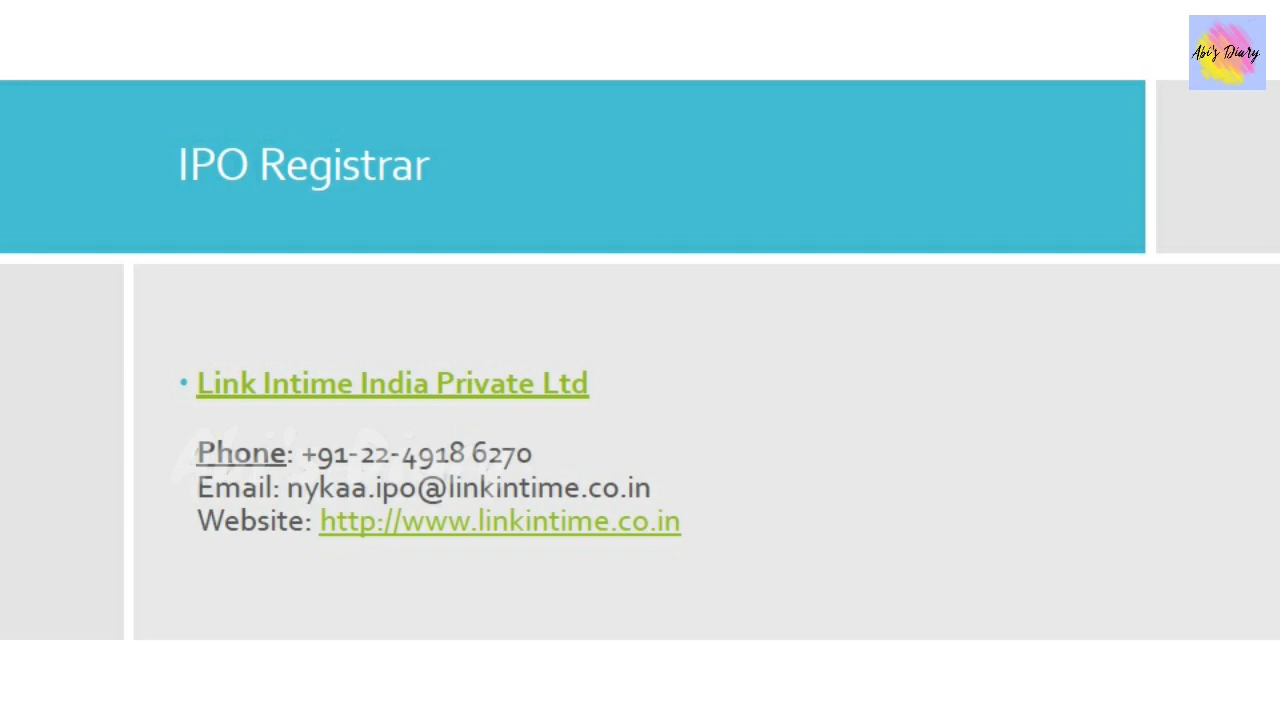 Abi's Diary
IPO Registrar
• Link Intime India Private Ltd
Phone: +91-22-4918 6270
Email: nykaa.ipo@linkintime.co.in
Website: http://www.linkintime.co.in